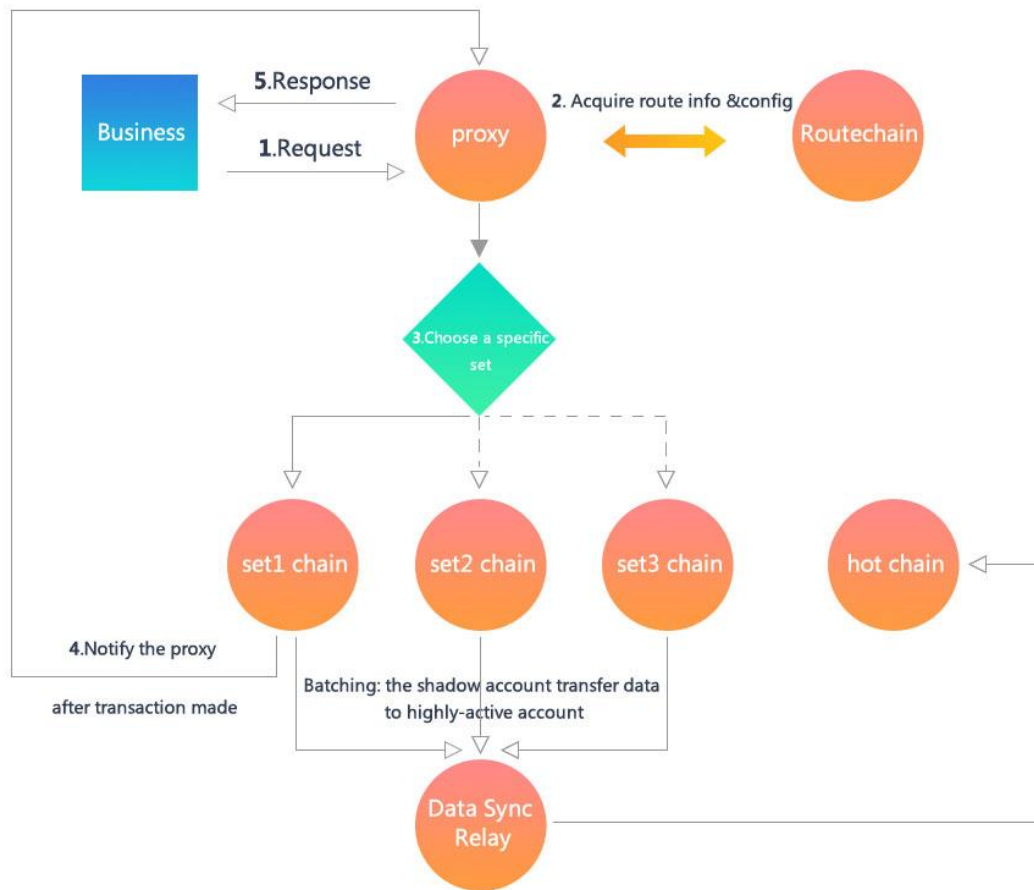 5.Response
2. Acquire route info &config
Business
proxy
Routechain
1.Request
3.Choose a specific
set
set1 chain
set2 chain
set3 chain
hot chain
4.Notify the proxy
after transaction made
Batching: the shadow account transfer data
to highly-active account
Data Sync
Relay